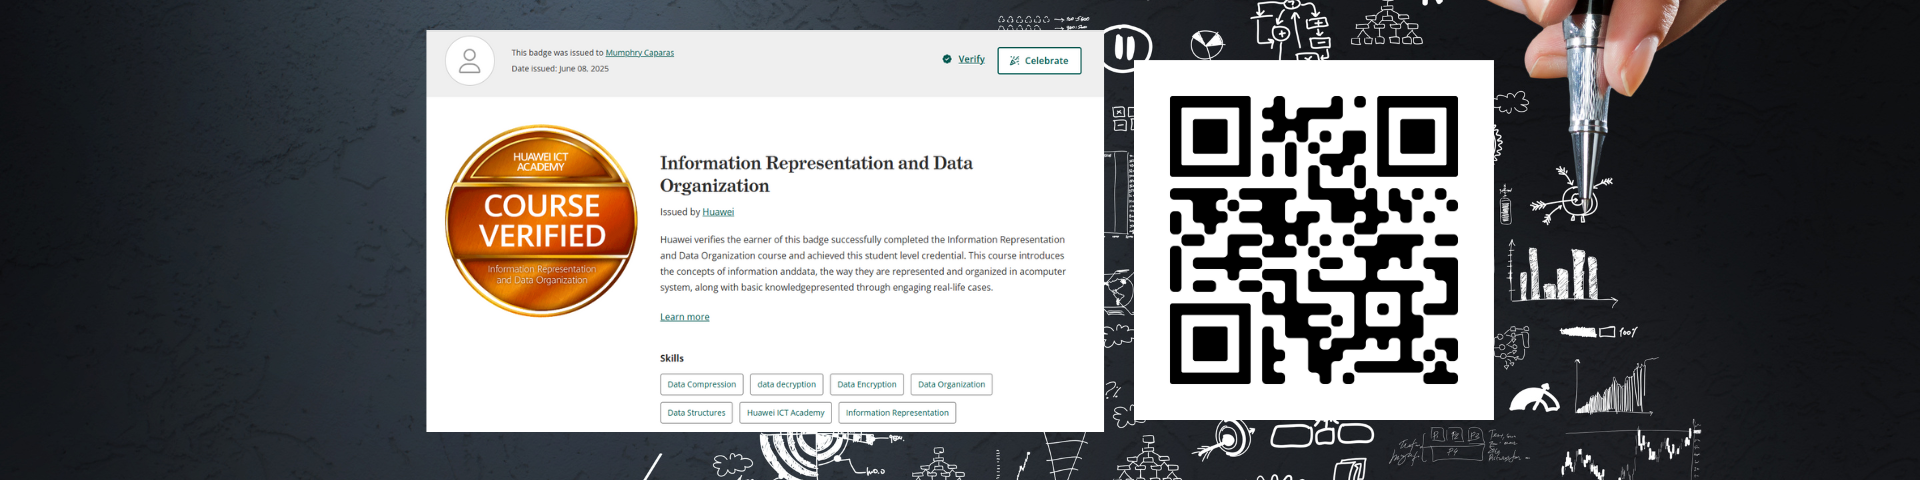 This badge was issued to Mumphry Caparas
Date issued: June 08, 2025
Verify
Celebrate
HUAWEI ICT
ACADEMY
COURSE
VERIFIED
Information Representation
and Data Organization
Information Representation and Data
Organization
Issued by Huawei
Huawei verifies the earner of this badge successfully completed the Information Representation
and Data Organization course and achieved this student level credential. This course introduces
the concepts of information anddata, the way they are represented and organized in acomputer
system, along with basic knowledgepresented through engaging real-life cases.
Learn more
Skills
Data Compression
data decryption
Data Encryption
Data Organization
Data Structures
Huawei ICT Academy
Information Representation
100%